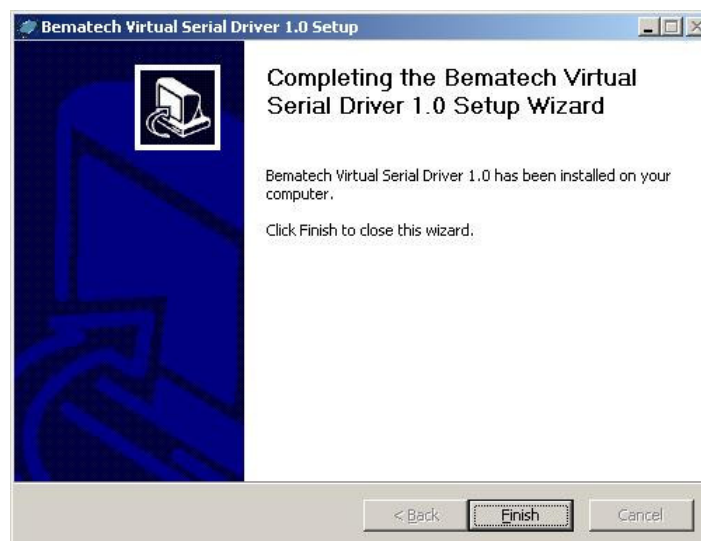 Bematech Virtual Serial Driver 1.0 Setup
Completing the Bematech Virtual
Serial Driver 1.0 Setup Wizard
Bematech Virtual Serial Driver 1.0 has been installed on your
computer.
Click Finish to close this wizard.
< Back
Finish
Cancel